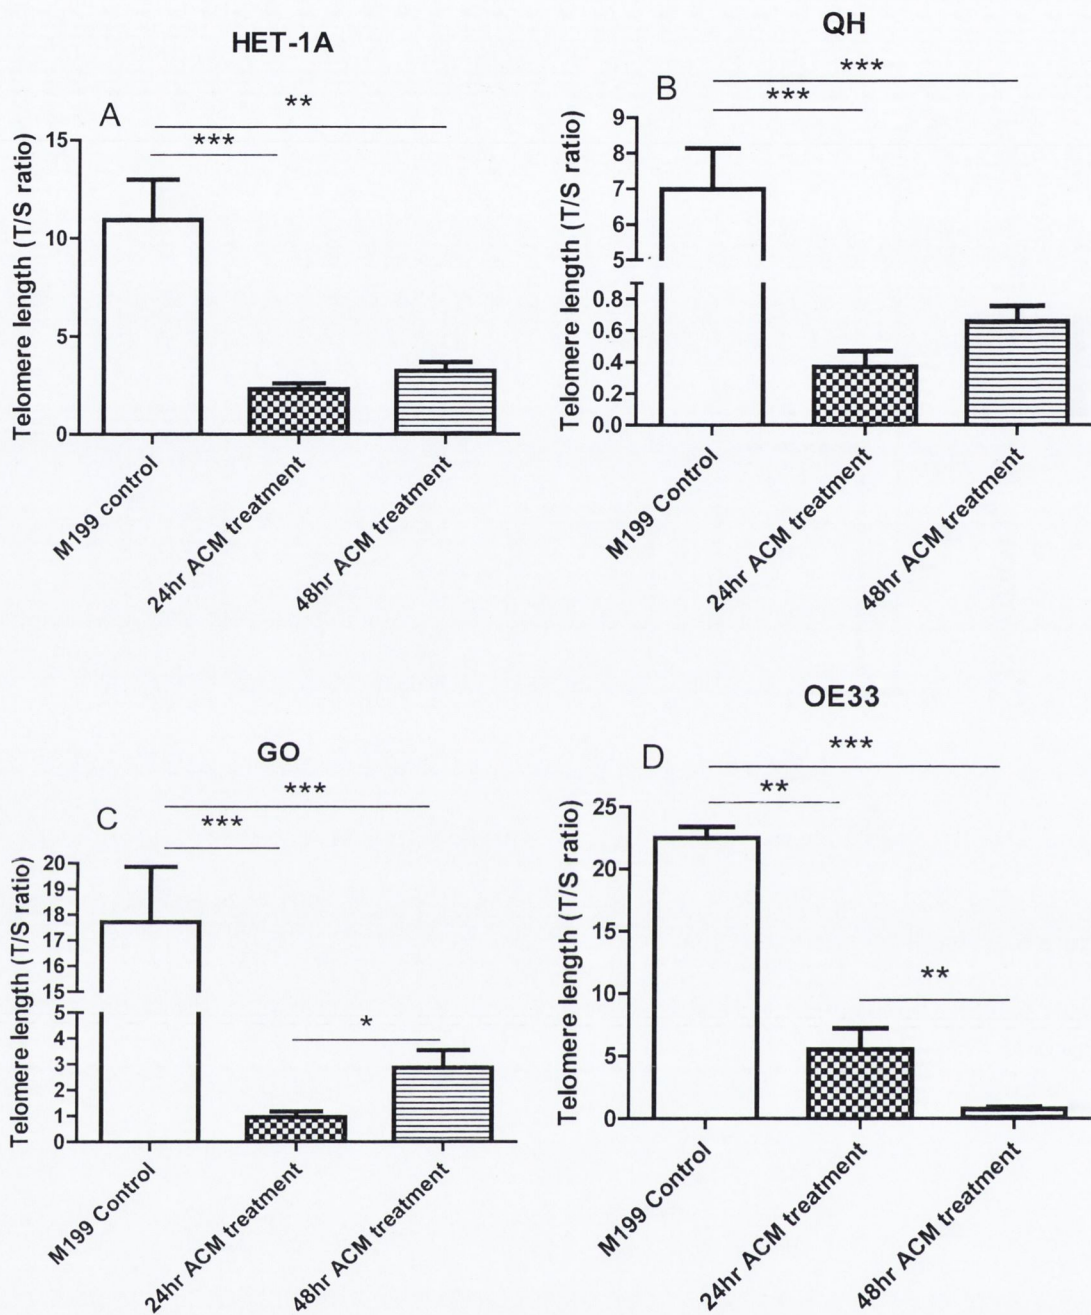 HET-1A
A
**
***
Telomere length (T/S ratio)
15
10
5
0
M199 control
24hr ACM treatment
48hr ACM treatment
QH
B
***
***
Telomere length (T/S ratio)
9
8
7
6
5
0.8
0.6
0.4
0.2
0.0
M199 Control
24hr ACM treatment
48hr ACM treatment
GO
C
***
***
*
Telomere length (T/S ratio)
20
19
18
17
16
15
5
4
3
2
1
0
M199 Control
24hr ACM treatment
48hr ACM treatment
OE33
D
***
**
**
Telomere length (T/S ratio)
25
20
15
10
5
0
M199 Control
24hr ACM treatment
48hr ACM treatment